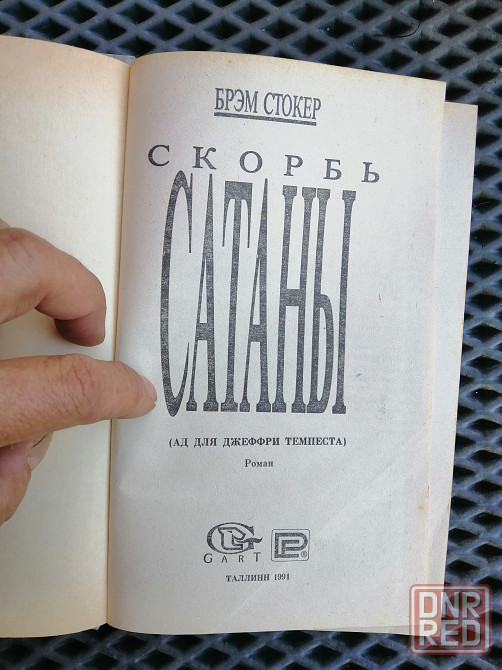 БРЭМ СТОКЕР
СКОРБЬ
САТАНЫ
(АД ДЛЯ ДЖЕФФРИ ТЕМПЕСТА)
Роман
GART
P ®
ТАЛЛИНН 1991
DNR
RED